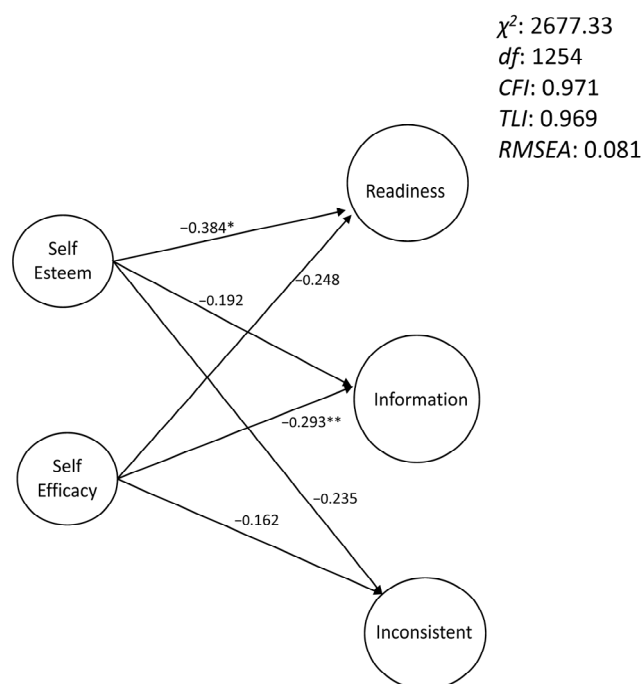 χ²: 2677.33
df: 1254
CFI: 0.971
TLI: 0.969
RMSEA: 0.081
Readiness
−0.384*
Self
Esteem
−0.248
−0.192
Information
−0.293**
Self
Efficacy
−0.235
−0.162
Inconsistent